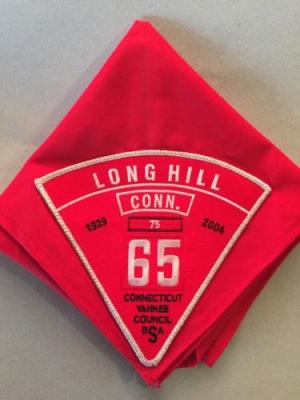 LONG HILL
CONN.
1929 75 2004
65
CONNECTICUT
YANKEE
COUNCIL
BSA